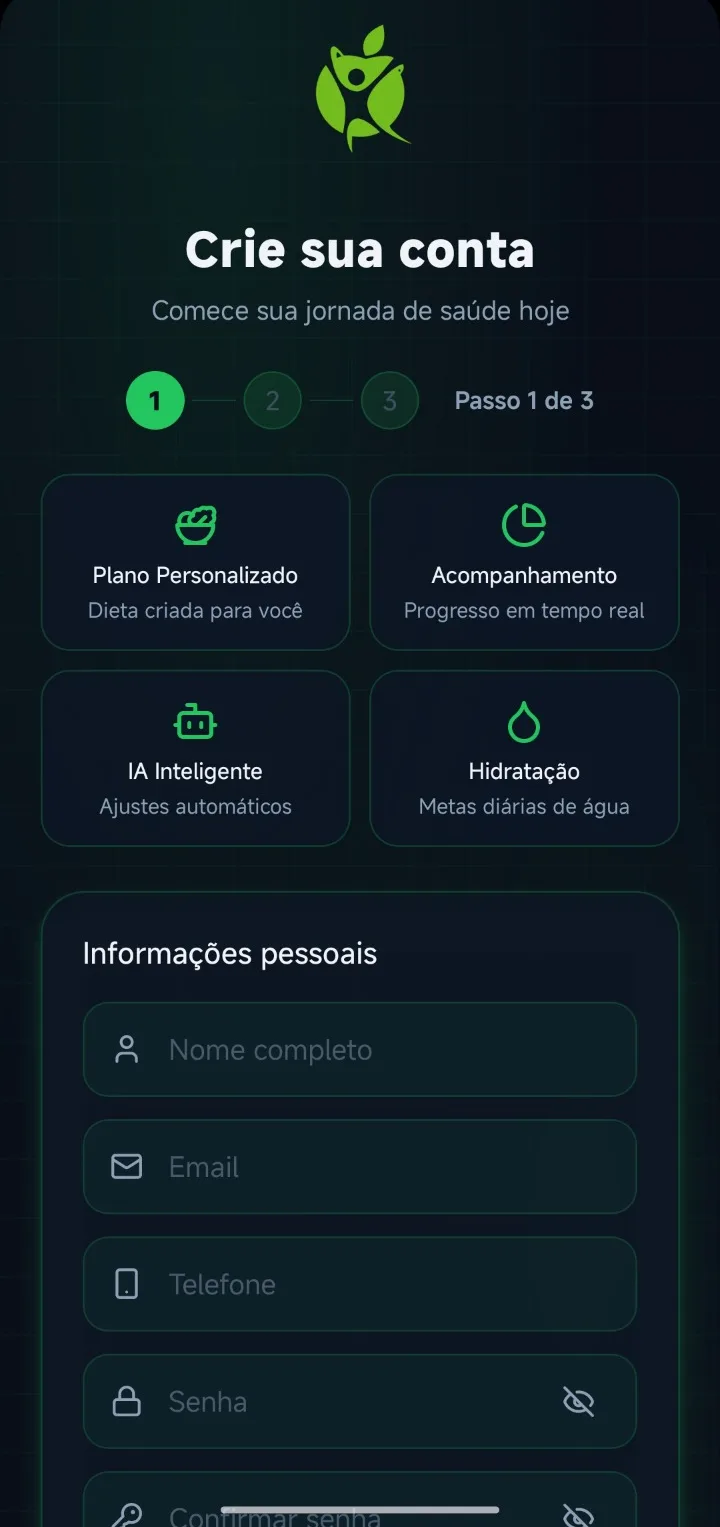 Crie sua conta
Comece sua jornada de saúde hoje
1 2 3 Passo 1 de 3
Plano Personalizado
Dieta criada para você
Acompanhamento
Progresso em tempo real
IA Inteligente
Ajustes automáticos
Hidratação
Metas diárias de água
Informações pessoais
Nome completo
Email
Telefone
Senha
Confirmar senha